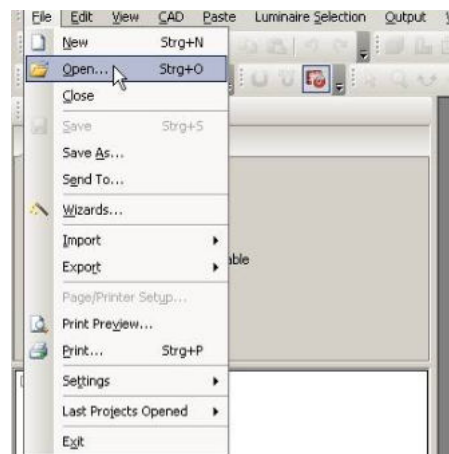 File Edit View CAD Paste Luminaire Selection Output
New Strg+N
Open... Strg+O
Close
Save Strg+S
Save As...
Send To...
Wizards...
Import
able
Export
Page/Printer Setup...
Print Preview...
Print... Strg+P
Settings
Last Projects Opened
Exit